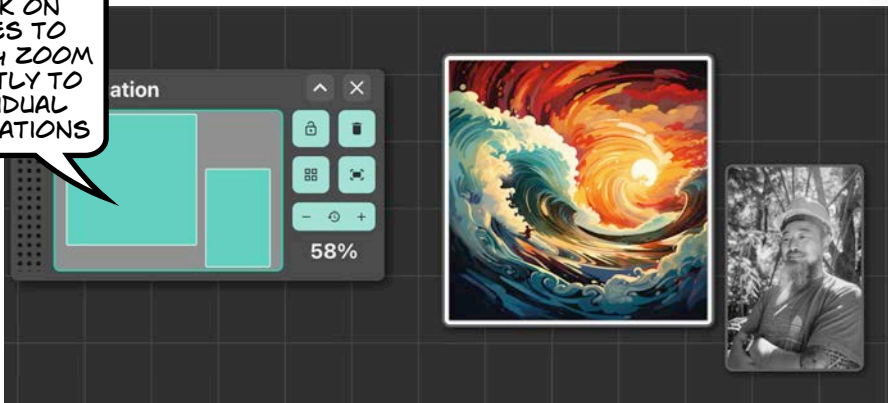 K ON
ES TO
Y ZOOM
TLY TO
IDUAL
ATIONS
ation
58%